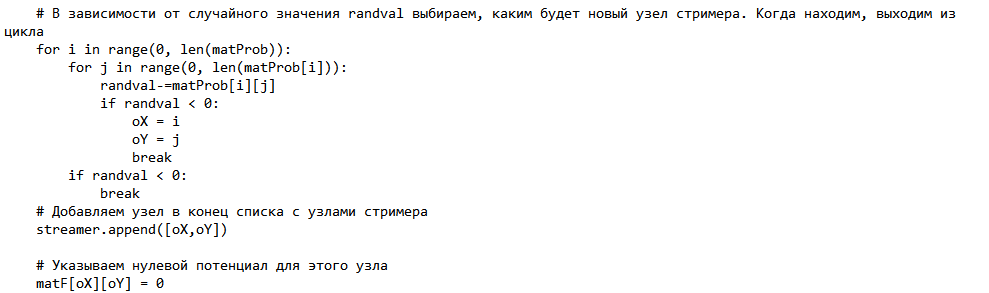 # В зависимости от случайного значения randval выбираем, каким будет новый узел стримера. Когда находим, выходим из
цикла
    for i in range(0, len(matProb)):
        for j in range(0, len(matProb[i])):
            randval-=matProb[i][j]
            if randval < 0:
                oX = i
                oY = j
                break
        if randval < 0:
            break
    # Добавляем узел в конец списка с узлами стримера
    streamer.append([oX,oY])

    # Указываем нулевой потенциал для этого узла
    matF[oX][oY] = 0